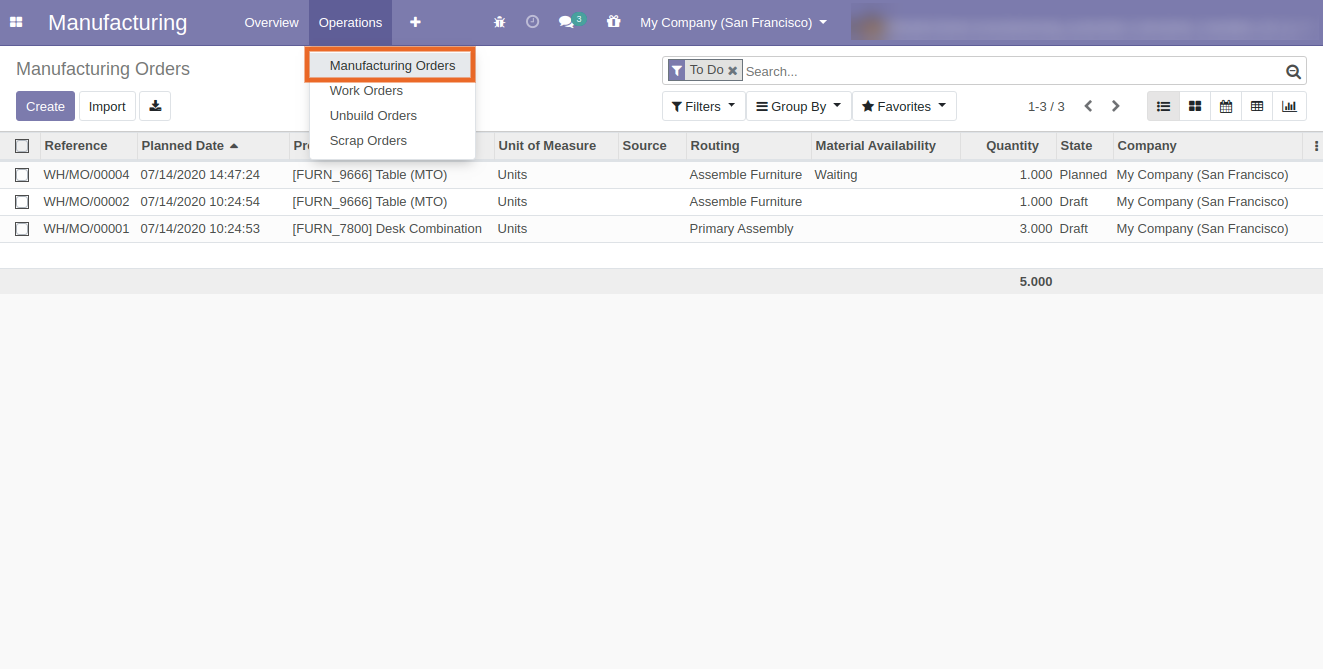 Manufacturing Overview Operations 3 My Company (San Francisco)
Manufacturing Orders
Work Orders
Unbuild Orders
Scrap Orders
Manufacturing Orders
To Do Search...
Create Import Filters Group By Favorites 1-3 / 3
Reference Planned Date Unit of Measure Source Routing Material Availability Quantity State Company
WH/MO/00004 07/14/2020 14:47:24 [FURN_9666] Table (MTO) Units Assemble Furniture Waiting 1.000 Planned My Company (San Francisco)
WH/MO/00002 07/14/2020 10:24:54 [FURN_9666] Table (MTO) Units Assemble Furniture 1.000 Draft My Company (San Francisco)
WH/MO/00001 07/14/2020 10:24:53 [FURN_7800] Desk Combination Units Primary Assembly 3.000 Draft My Company (San Francisco)
5.000